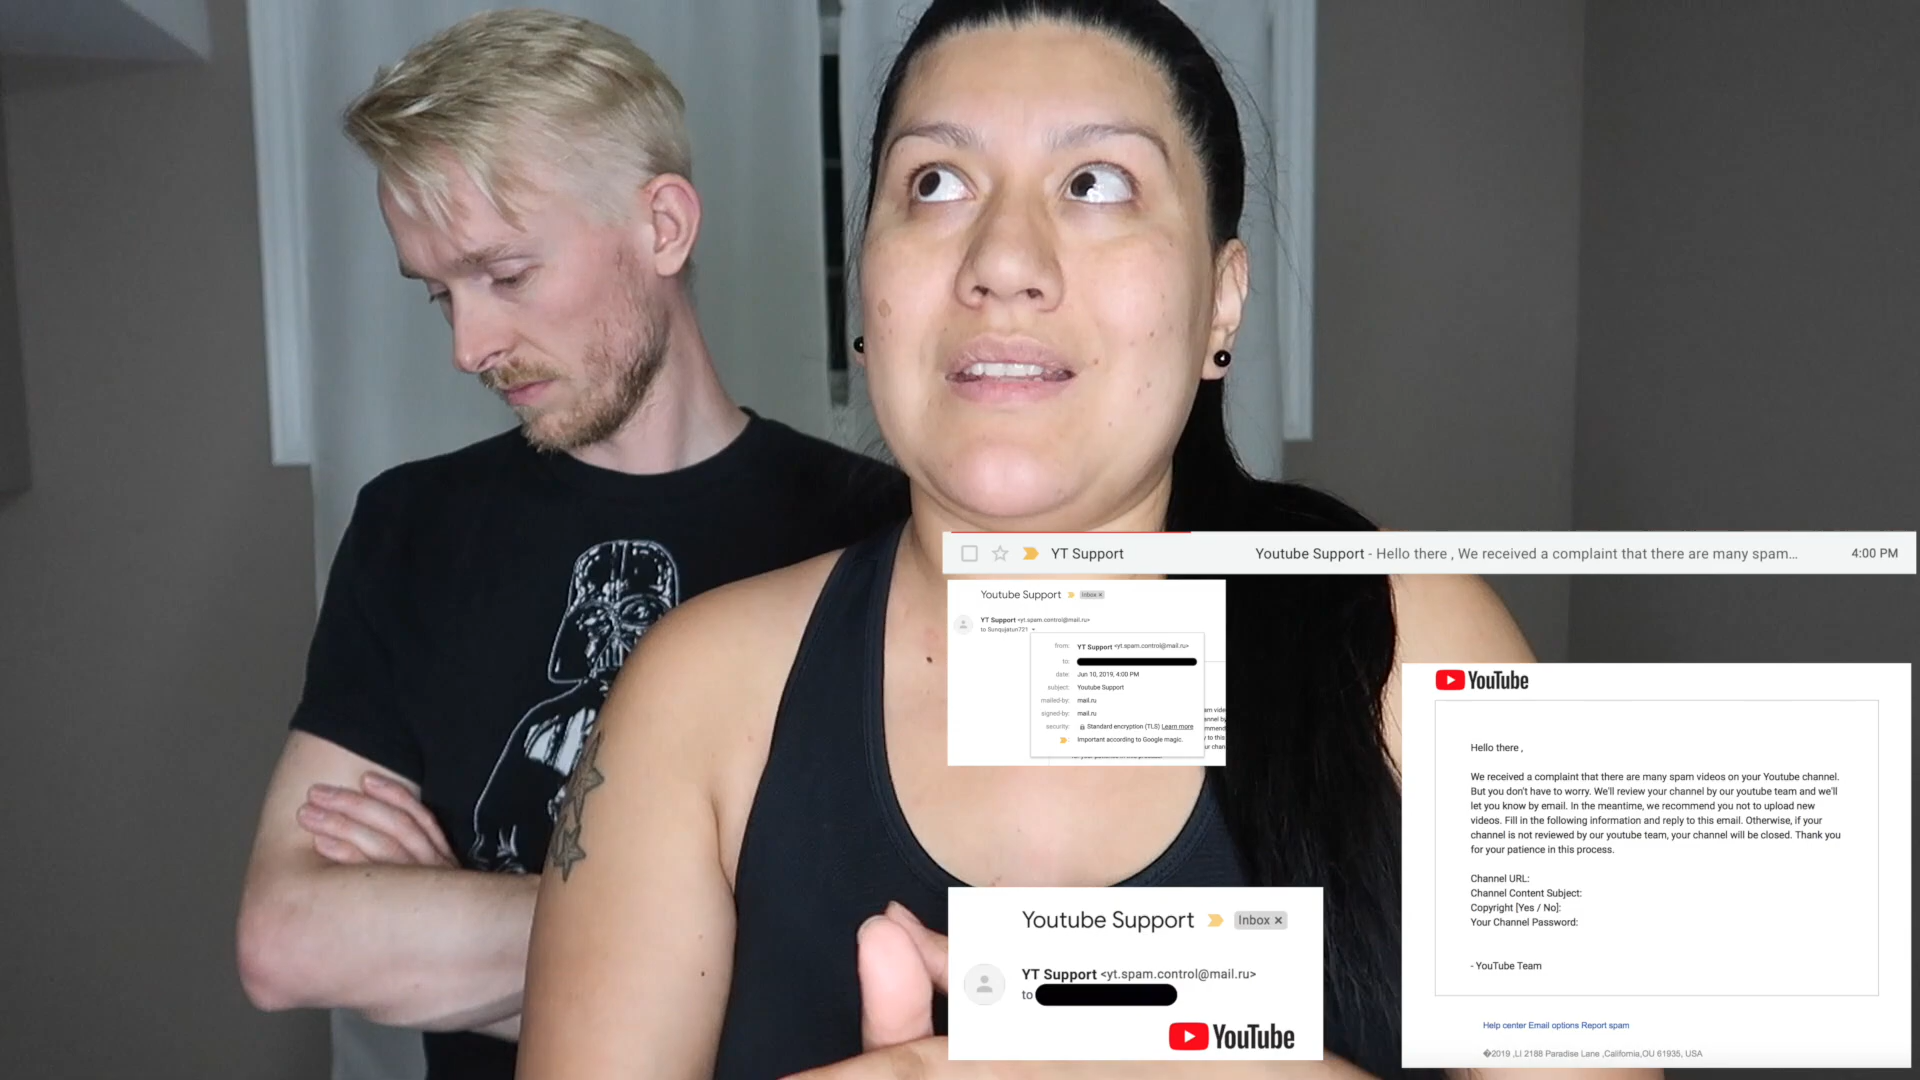 YT Support Youtube Support - Hello there , We received a complaint that there are many spam... 4:00 PM
Youtube Support Inbox x
YT Support <yt.spam.control@mail.ru>
to Sunqujatun721
from: YT Support <yt.spam.control@mail.ru>
to:
date: Jun 10, 2019, 4:00 PM
subject: Youtube Support
mailed-by: mail.ru
signed-by: mail.ru
security: Standard encryption (TLS) Learn more
Important according to Google magic.
YouTube
Hello there ,
We received a complaint that there are many spam videos on your Youtube channel.
But you don't have to worry. We'll review your channel by our youtube team and we'll
let you know by email. In the meantime, we recommend you not to upload new
videos. Fill in the following information and reply to this email. Otherwise, if your
channel is not reviewed by our youtube team, your channel will be closed. Thank you
for your patience in this process.
Channel URL:
Channel Content Subject:
Copyright [Yes / No]:
Your Channel Password:
- YouTube Team
Help center Email options Report spam
�2019 ,LI 2188 Paradise Lane ,California,OU 61935, USA
Youtube Support Inbox x
YT Support <yt.spam.control@mail.ru>
to
YouTube